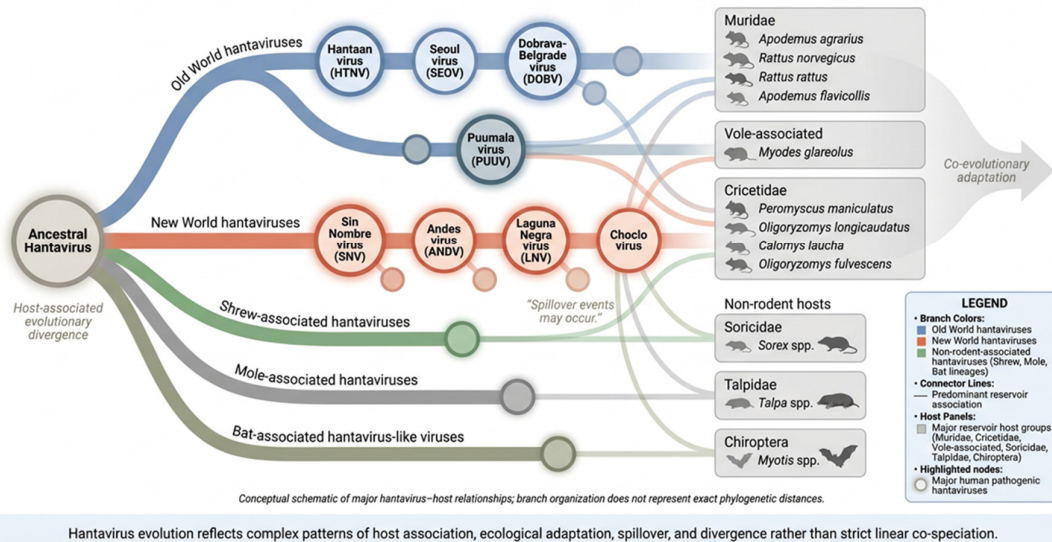 Old World hantaviruses
Hantaan
virus
(HTNV)
Seoul
virus
(SEOV)
Dobrava-
Belgrade
virus
(DOBV)
Puumala
virus
(PUUV)
Ancestral
Hantavirus
Host-associated
evolutionary
divergence
New World hantaviruses
Sin
Nombre
virus
(SNV)
Andes
virus
(ANDV)
Laguna
Negra
virus
(LNV)
Choclo
virus
"Spillover events
may occur."
Shrew-associated hantaviruses
Mole-associated hantaviruses
Bat-associated hantavirus-like viruses
Muridae
Apodemus agrarius
Rattus norvegicus
Rattus rattus
Apodemus flavicollis
Vole-associated
Myodes glareolus
Cricetidae
Peromyscus maniculatus
Oligoryzomys longicaudatus
Calomys laucha
Oligoryzomys fulvescens
Non-rodent hosts
Soricidae
Sorex spp.
Talpidae
Talpa spp.
Chiroptera
Myotis spp.
Co-evolutionary
adaptation
LEGEND
• Branch Colors:
Old World hantaviruses
New World hantaviruses
Non-rodent-associated
hantaviruses (Shrew, Mole,
Bat lineages)
• Connector Lines:
Predominant reservoir
association
• Host Panels:
Major reservoir host groups
(Muridae, Cricetidae,
Vole-associated, Soricidae,
Talpldae, Chiroptera)
• Highlighted nodes:
Major human pathogenic
hantaviruses
Conceptual schematic of major hantavirus–host relationships; branch organization does not represent exact phylogenetic distances.
Hantavirus evolution reflects complex patterns of host association, ecological adaptation, spillover, and divergence rather than strict linear co-speciation.